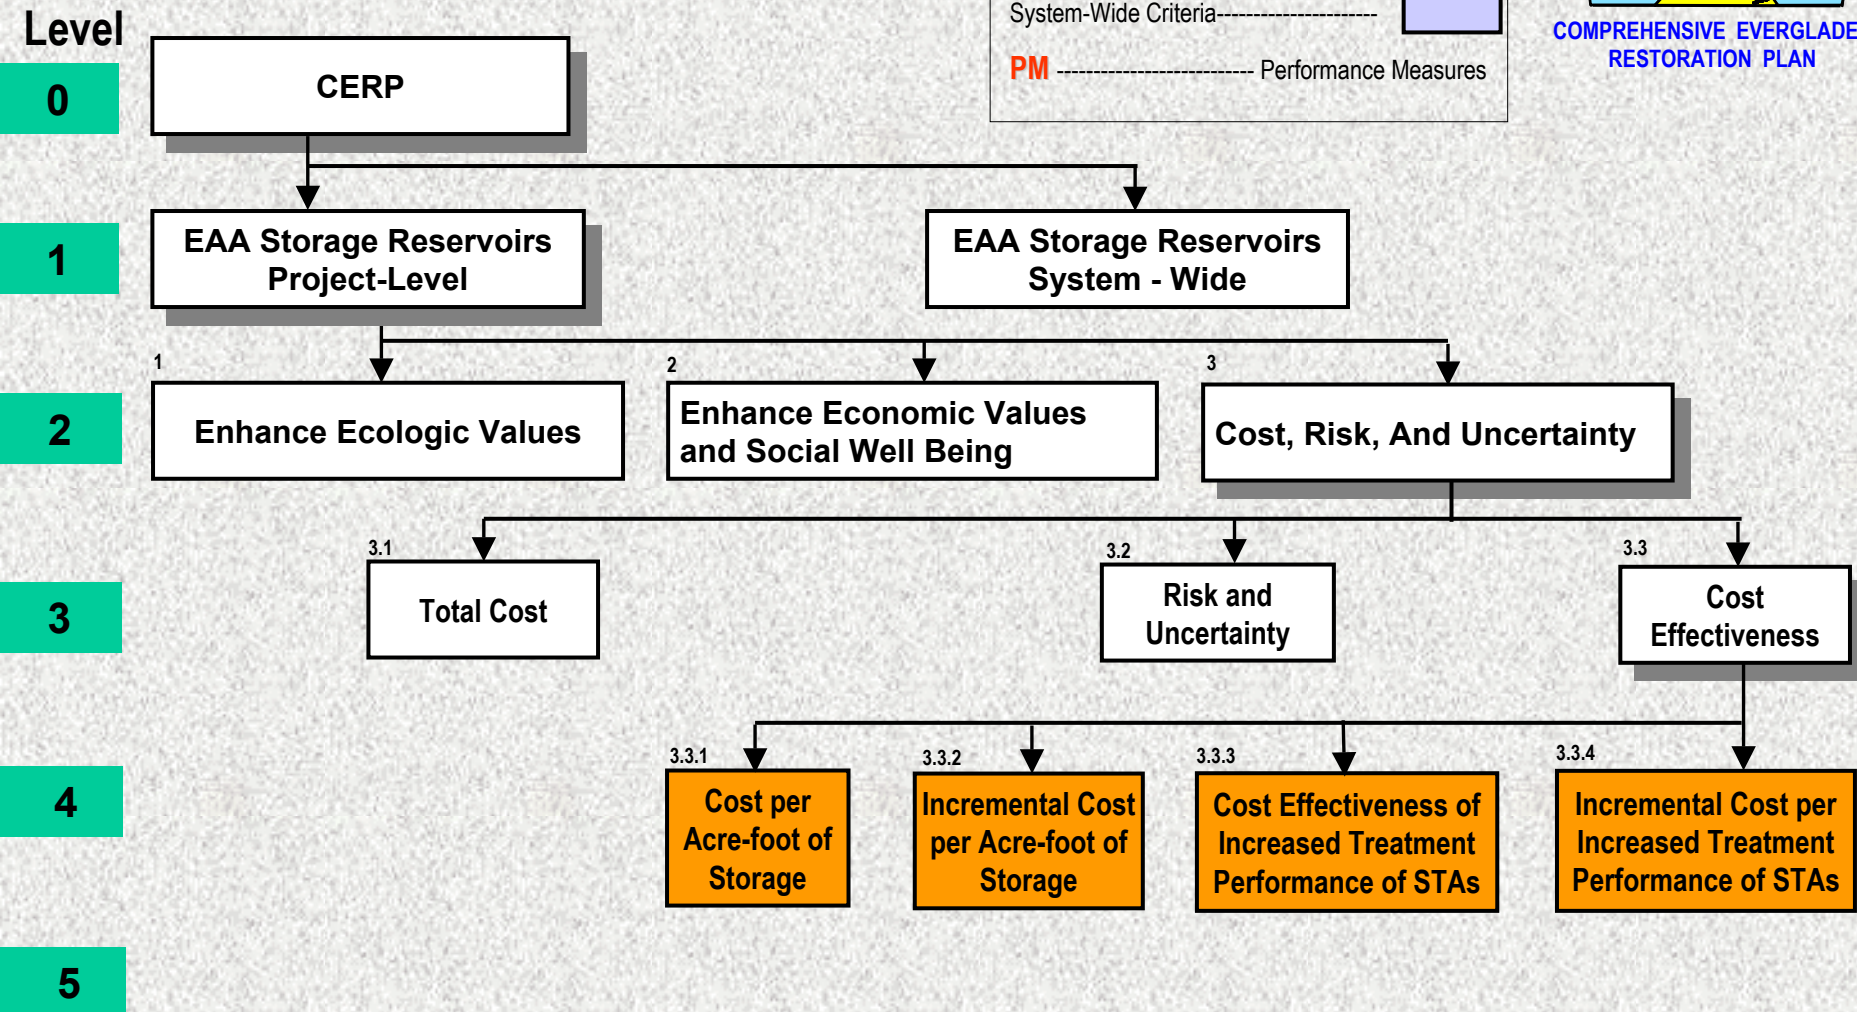 System-Wide Criteria----------------------
PM --------------------------- Performance Measures
COMPREHENSIVE EVERGLADE
RESTORATION PLAN
Level
0
CERP
1
EAA Storage Reservoirs
Project-Level
EAA Storage Reservoirs
System - Wide
2
1
Enhance Ecologic Values
2
Enhance Economic Values
and Social Well Being
3
Cost, Risk, And Uncertainty
3
3.1
Total Cost
3.2
Risk and
Uncertainty
3.3
Cost
Effectiveness
4
3.3.1
Cost per
Acre-foot of
Storage
3.3.2
Incremental Cost
per Acre-foot of
Storage
3.3.3
Cost Effectiveness of
Increased Treatment
Performance of STAs
3.3.4
Incremental Cost per
Increased Treatment
Performance of STAs
5